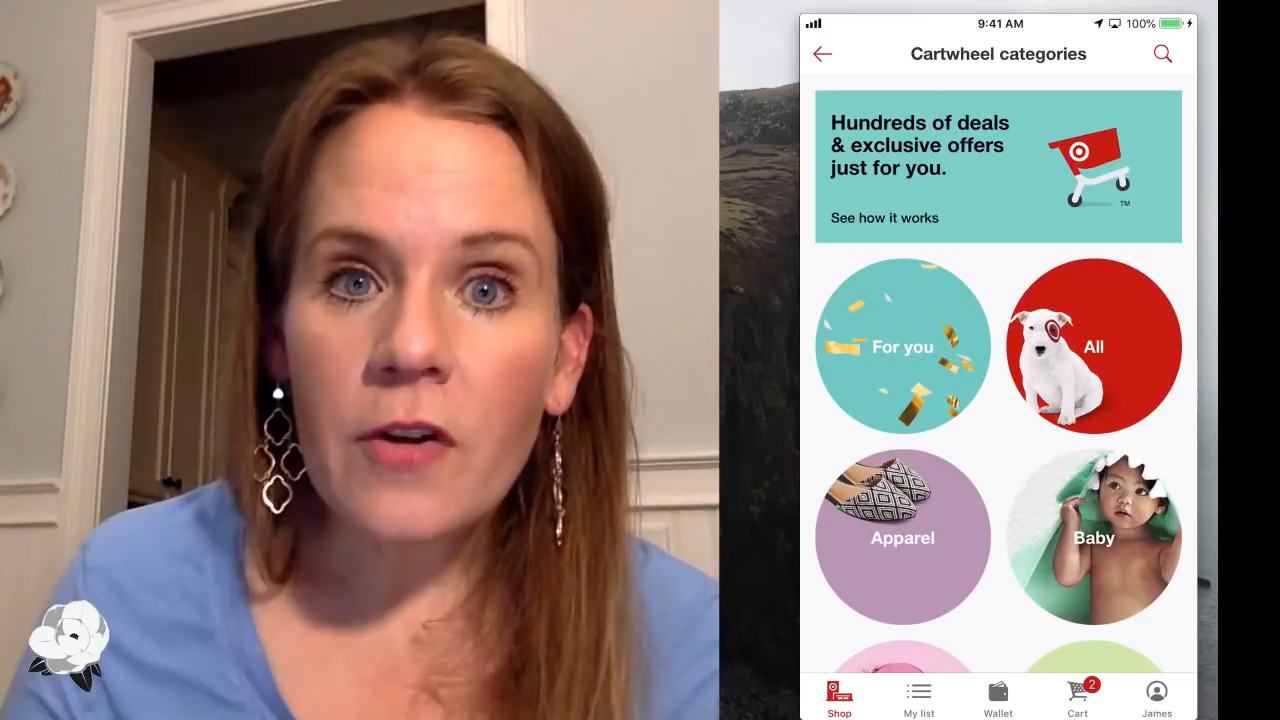 9:41 AM
100%
Cartwheel categories
Hundreds of deals
& exclusive offers
just for you.
See how it works
TM
For you
All
Apparel
Baby
2
Shop
My list
Wallet
Cart
James